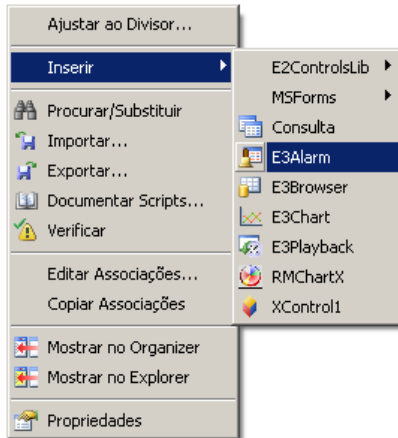 Ajustar ao Divisor...
Inserir
Procurar/Substituir
Importar...
Exportar...
Documentar Scripts...
Verificar
Editar Associações...
Copiar Associações
Mostrar no Organizer
Mostrar no Explorer
Propriedades
E2ControlsLib
MSForms
Consulta
E3Alarm
E3Browser
E3Chart
E3Playback
RMChartX
XControl1